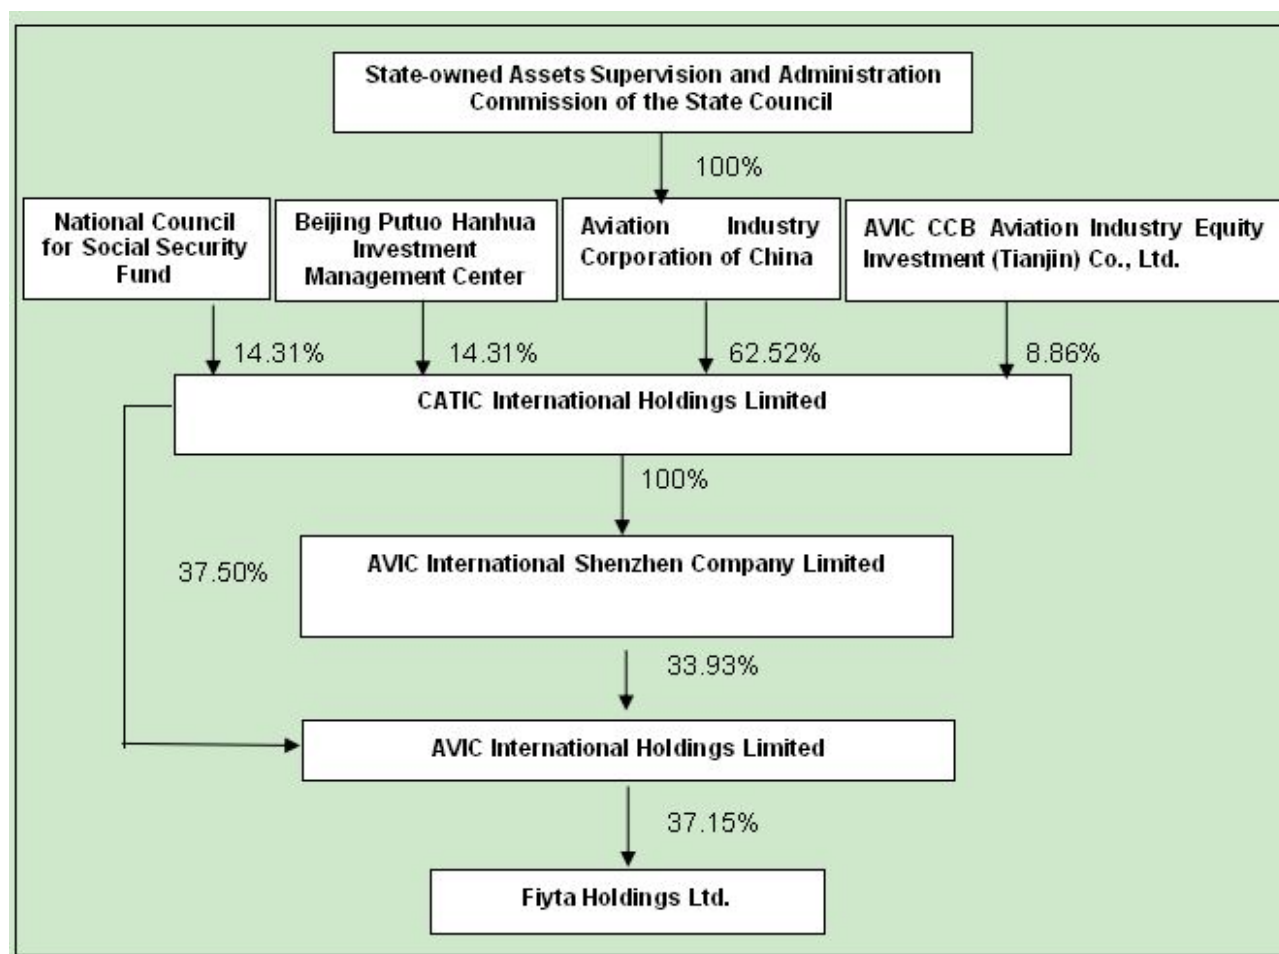 State-owned Assets Supervision and Administration
Commission of the State Council
100%
National Council
for Social Security
Fund
Beijing Putuo Hanhua
Investment
Management Center
Aviation Industry
Corporation of China
AVIC CCB Aviation Industry Equity
Investment (Tianjin) Co., Ltd.
14.31%
14.31%
62.52%
8.86%
CATIC International Holdings Limited
100%
37.50%
AVIC International Shenzhen Company Limited
33.93%
AVIC International Holdings Limited
37.15%
Fiyta Holdings Ltd.